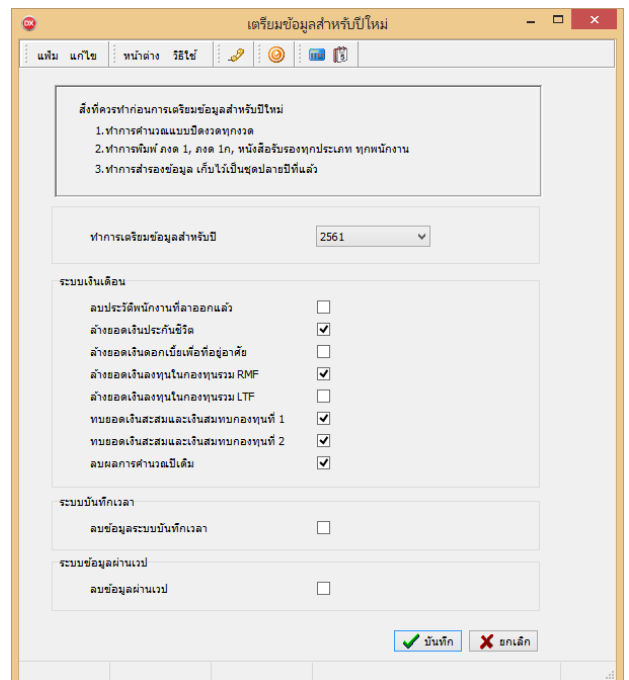 เตรียมข้อมูลสำหรับปีใหม่
แฟ้ม แก้ไข หน้าต่าง วิธีใช้
สิ่งที่ควรทำก่อนการเตรียมข้อมูลสำหรับปีใหม่
1.ทำการคำนวณแบบปิดงวดทุกงวด
2.ทำการพิมพ์ ภงด 1, ภงด 1ก, หนังสือรับรองทุกประเภท ทุกพนักงาน
3.ทำการสำรองข้อมูล เก็บไว้เป็นชุดปลายปีที่แล้ว
ทำการเตรียมข้อมูลสำหรับปี 2561
ระบบเงินเดือน
ลบประวัติพนักงานที่ลาออกแล้ว
ล้างยอดเงินประกันชีวิต
ล้างยอดเงินดอกเบี้ยเพื่อที่อยู่อาศัย
ล้างยอดเงินลงทุนในกองทุนรวม RMF
ล้างยอดเงินลงทุนในกองทุนรวม LTF
ทบยอดเงินสะสมและเงินสมทบกองทุนที่ 1
ทบยอดเงินสะสมและเงินสมทบกองทุนที่ 2
ลบผลการคำนวณปีเดิม
ระบบบันทึกเวลา
ลบข้อมูลระบบบันทึกเวลา
ระบบข้อมูลผ่านเวป
ลบข้อมูลผ่านเวป
บันทึก ยกเลิก